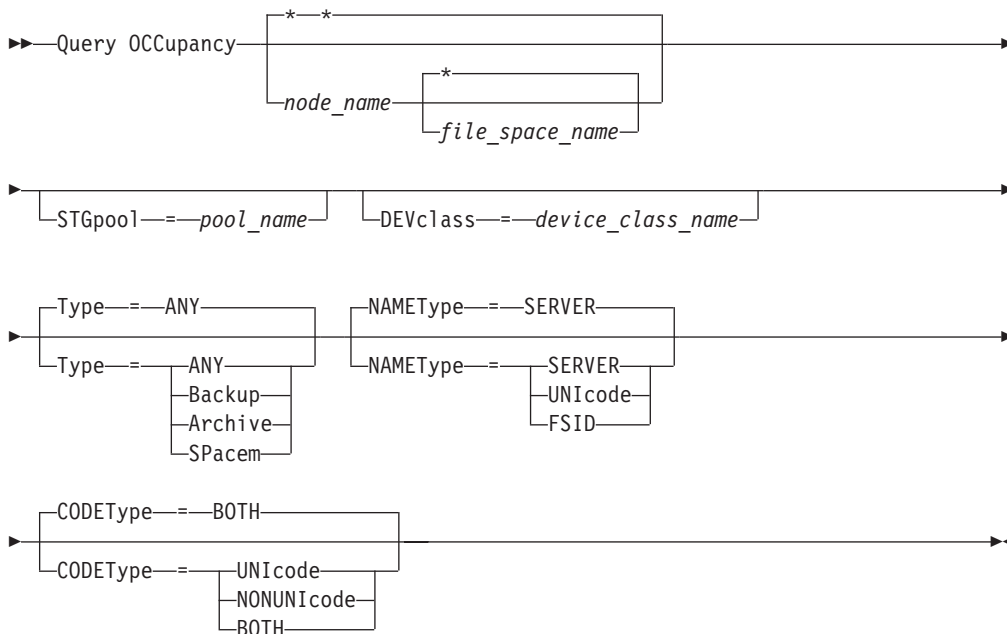 * *
Query OCCupancy
*
node_name
file_space_name
STGpool = pool_name DEVclass = device_class_name
Type = ANY NAMEType = SERVER
Type = ANY NAMEType = SERVER
Backup UNIcode
Archive FSID
SPacem
CODEType = BOTH
CODEType = UNIcode
NONUNIcode
BOTH